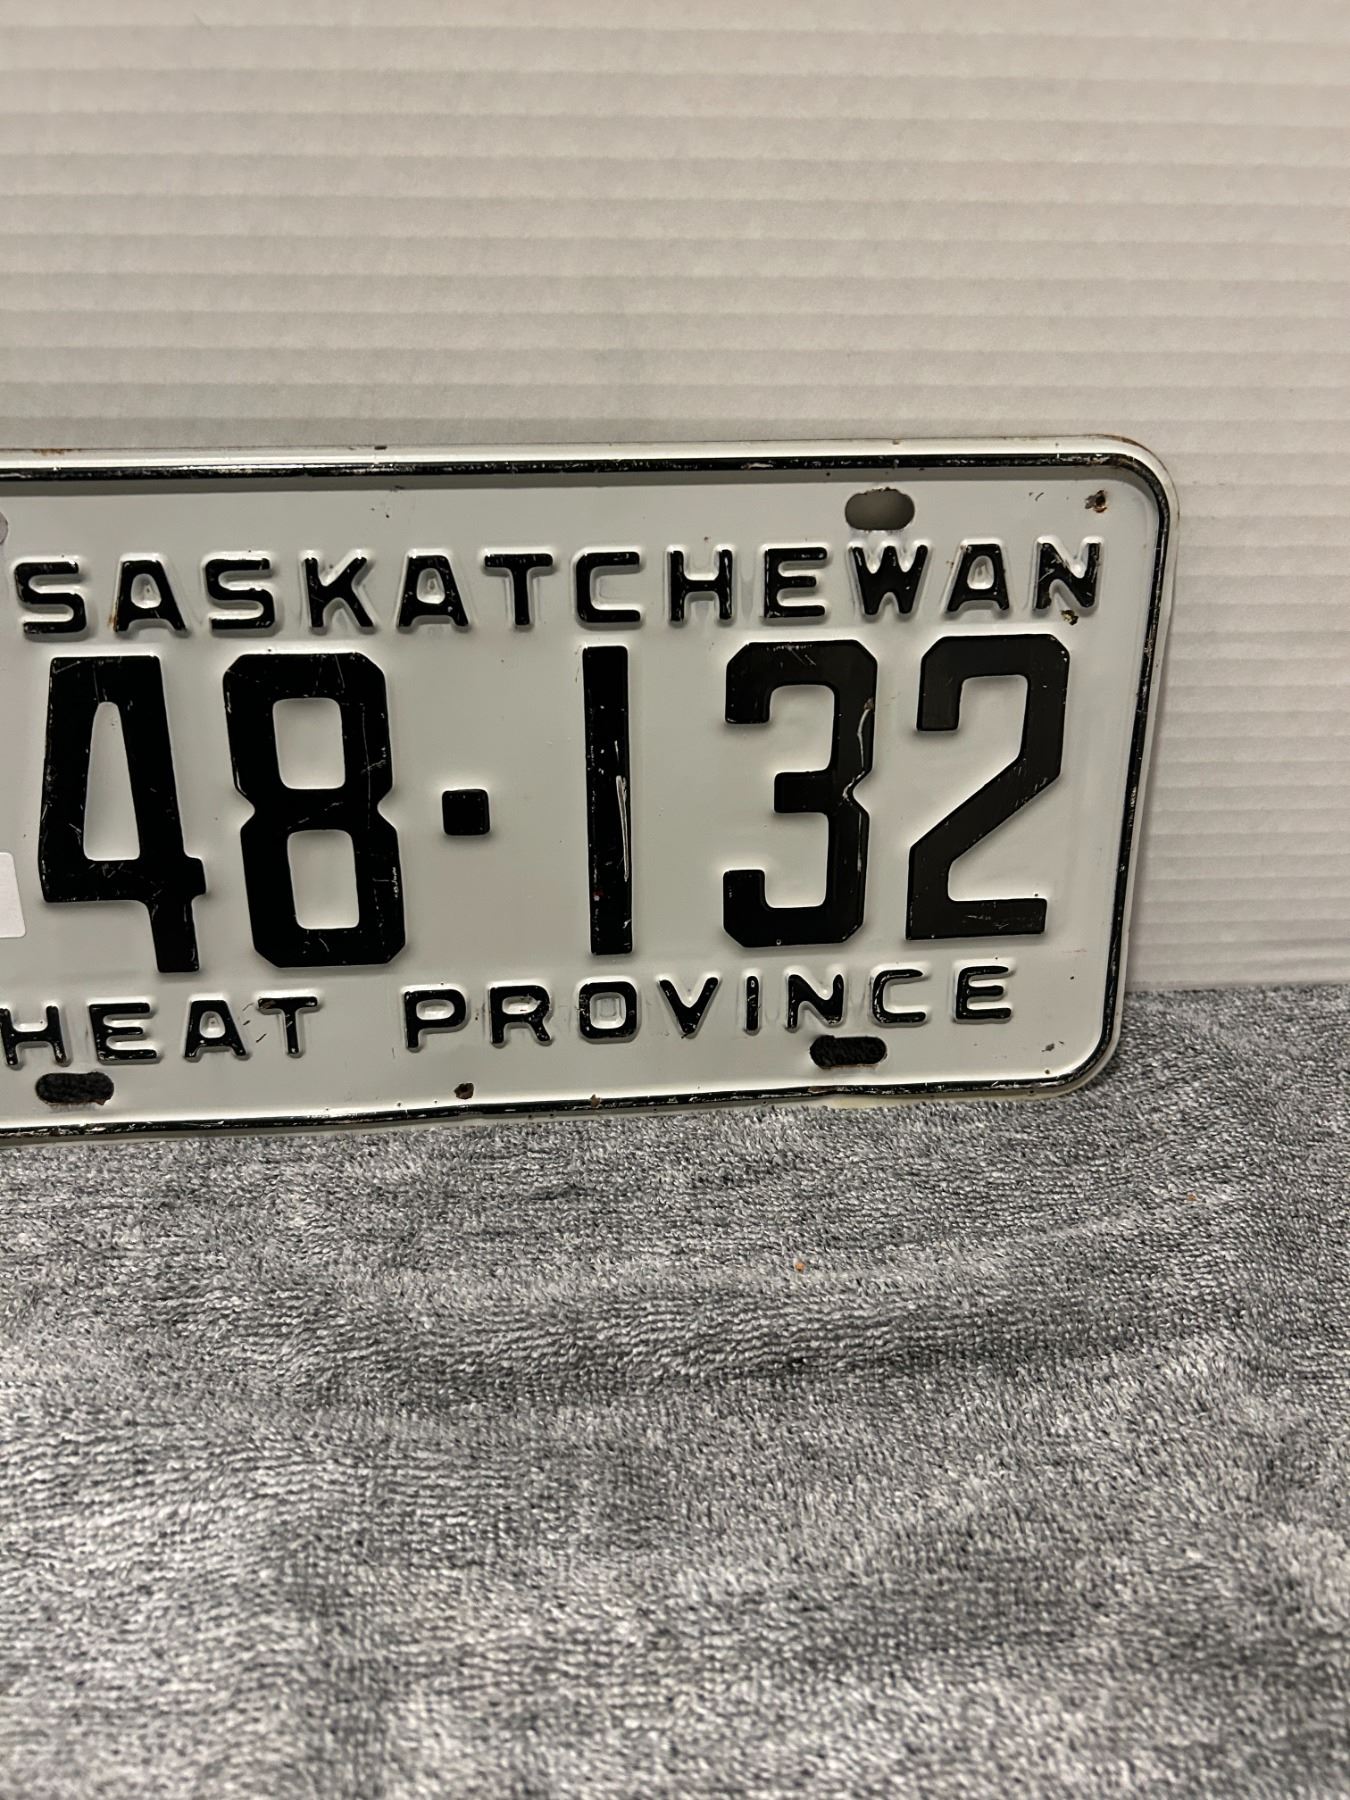 SASKATCHEWAN
48·132
HEAT PROVINCE